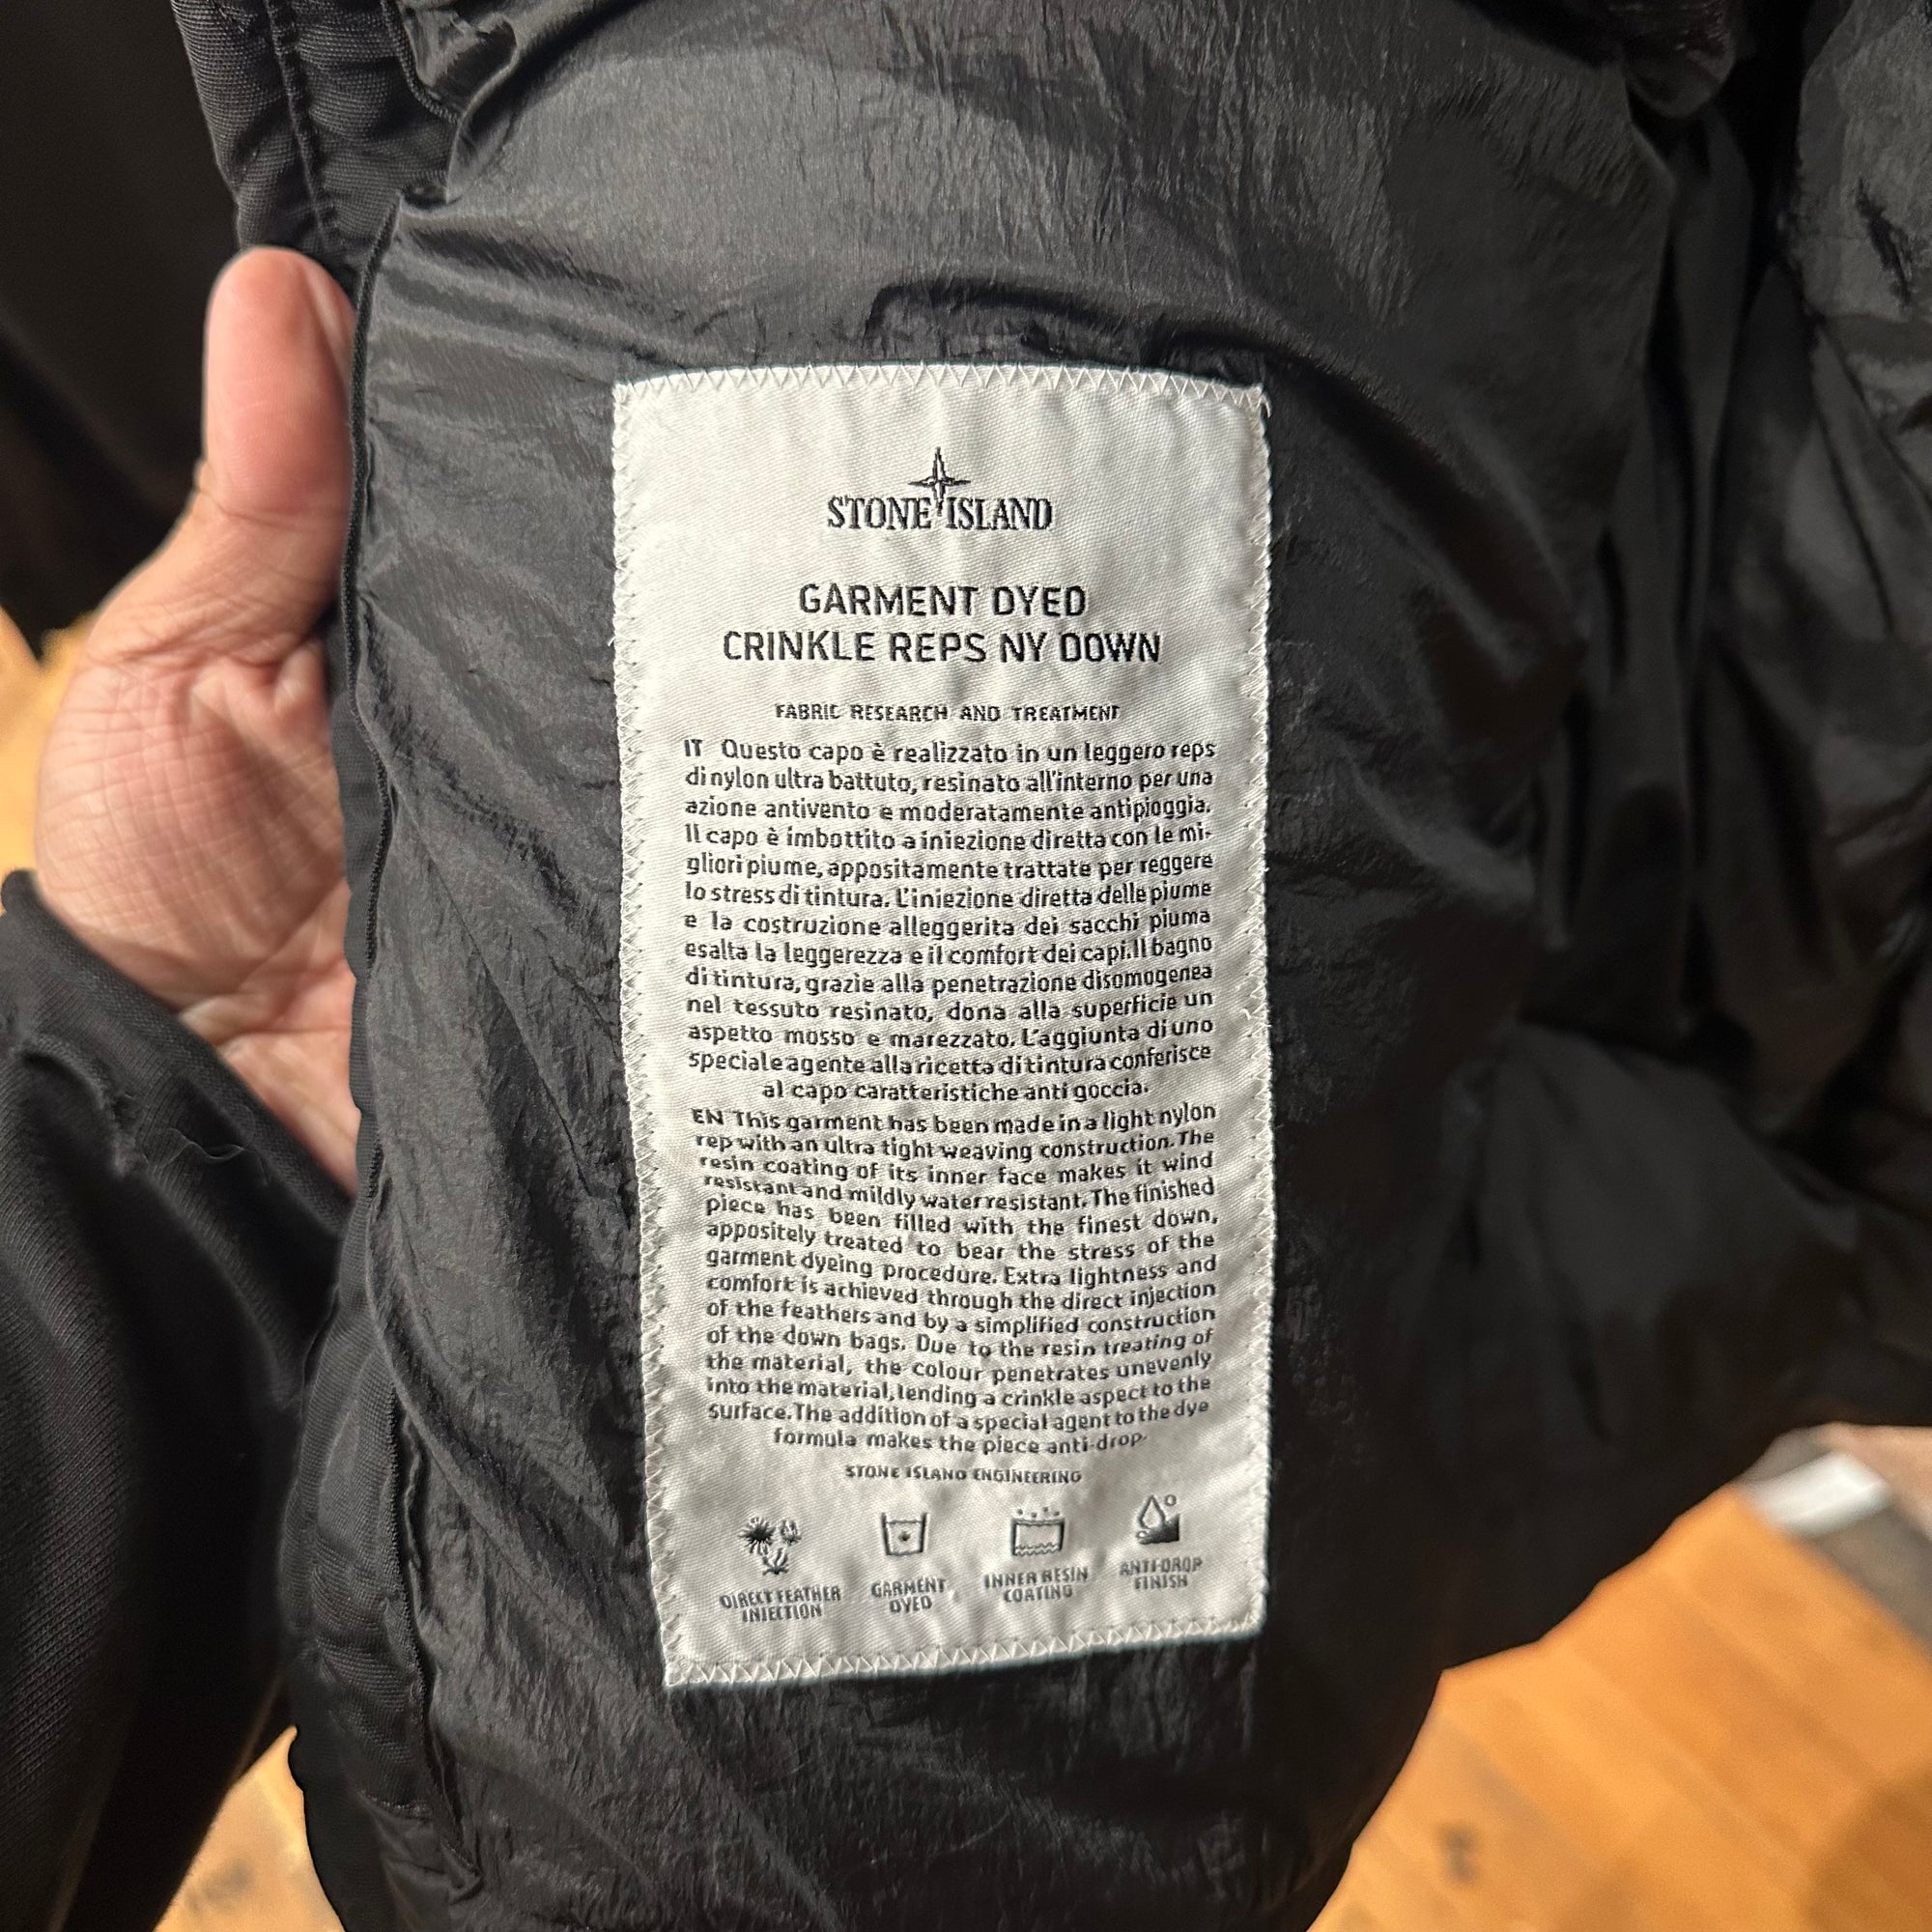 STONE ISLAND
GARMENT DYED
CRINKLE REPS NY DOWN
FABRIC RESEARCH AND TREATMENT
IT Questo capo è realizzato in un leggero reps
di nylon ultra battuto, resinato all'interno per una
azione antivento e moderatamente antipioggia.
Il capo è imbottito a iniezione diretta con le mi-
gliori piume, appositamente trattate per reggere
lo stress di tintura. L'iniezione diretta delle piume
e la costruzione alleggerita dei sacchi piuma
esalta la leggerezza e il comfort dei capi. Il bagno
di tintura, grazie alla penetrazione disomogenea
nel tessuto resinato, dona alla superficie un
aspetto mosso e marezzato. L'aggiunta di uno
speciale agente alla ricetta di tintura conferisce
al capo caratteristiche anti goccia.
EN This garment has been made in a light nylon
rep with an ultra tight weaving construction. The
resin coating of its inner face makes it wind
resistant and mildly water resistant. The finished
piece has been filled with the finest down,
appositely treated to bear the stress of the
garment dyeing procedure. Extra lightness and
comfort is achieved through the direct injection
of the feathers and by a simplified construction
of the down bags. Due to the resin treating of
the material, the colour penetrates unevenly
into the material, lending a crinkle aspect to the
surface. The addition of a special agent to the dye
formula makes the piece anti-drop.
STONE ISLAND ENGINEERING
DIRECT FEATHER
INJECTION
GARMENT
DYED
INNER RESIN
COATING
ANTI-DROP
FINISH